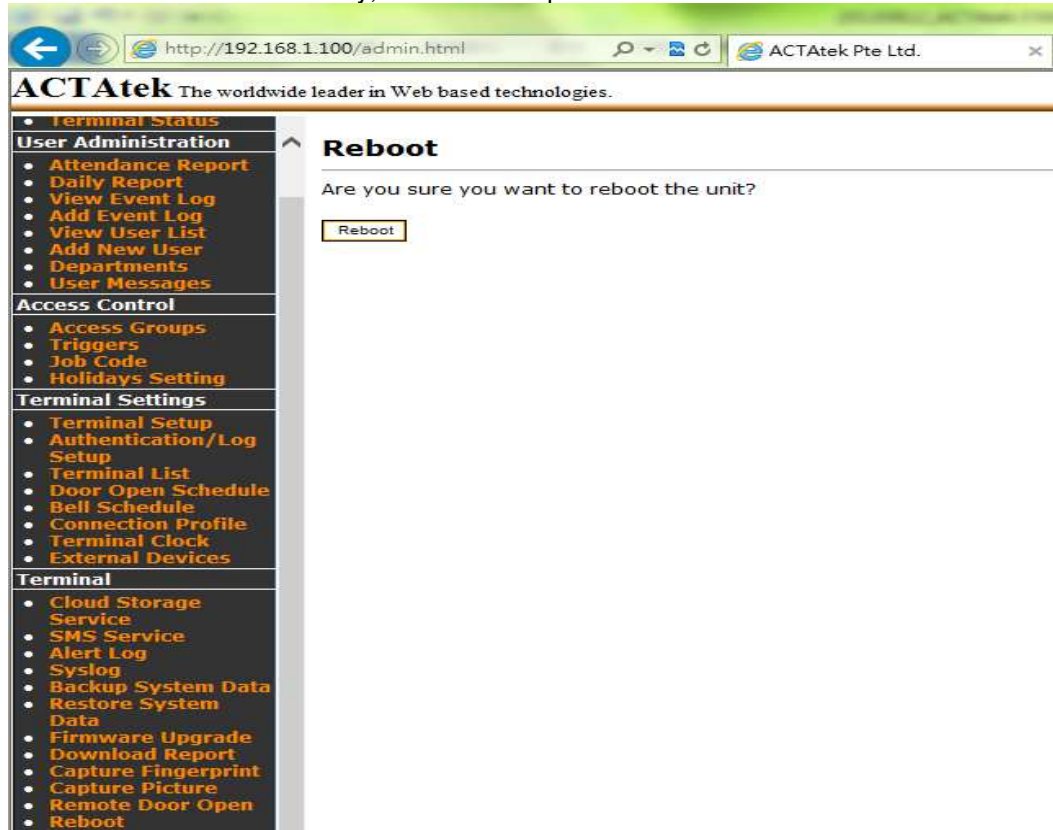 http://192.168.1.100/admin.html
ACTAtek Pte Ltd.
ACTAtek The worldwide leader in Web based technologies.
Terminal Status
User Administration
Attendance Report
Daily Report
View Event Log
Add Event Log
View User List
Add New User
Departments
User Messages
Access Control
Access Groups
Triggers
Job Code
Holidays Setting
Terminal Settings
Terminal Setup
Authentication/Log
Setup
Terminal List
Door Open Schedule
Bell Schedule
Connection Profile
Terminal Clock
External Devices
Terminal
Cloud Storage
Service
SMS Service
Alert Log
Syslog
Backup System Data
Restore System
Data
Firmware Upgrade
Download Report
Capture Fingerprint
Capture Picture
Remote Door Open
Reboot
Reboot
Are you sure you want to reboot the unit?
Reboot